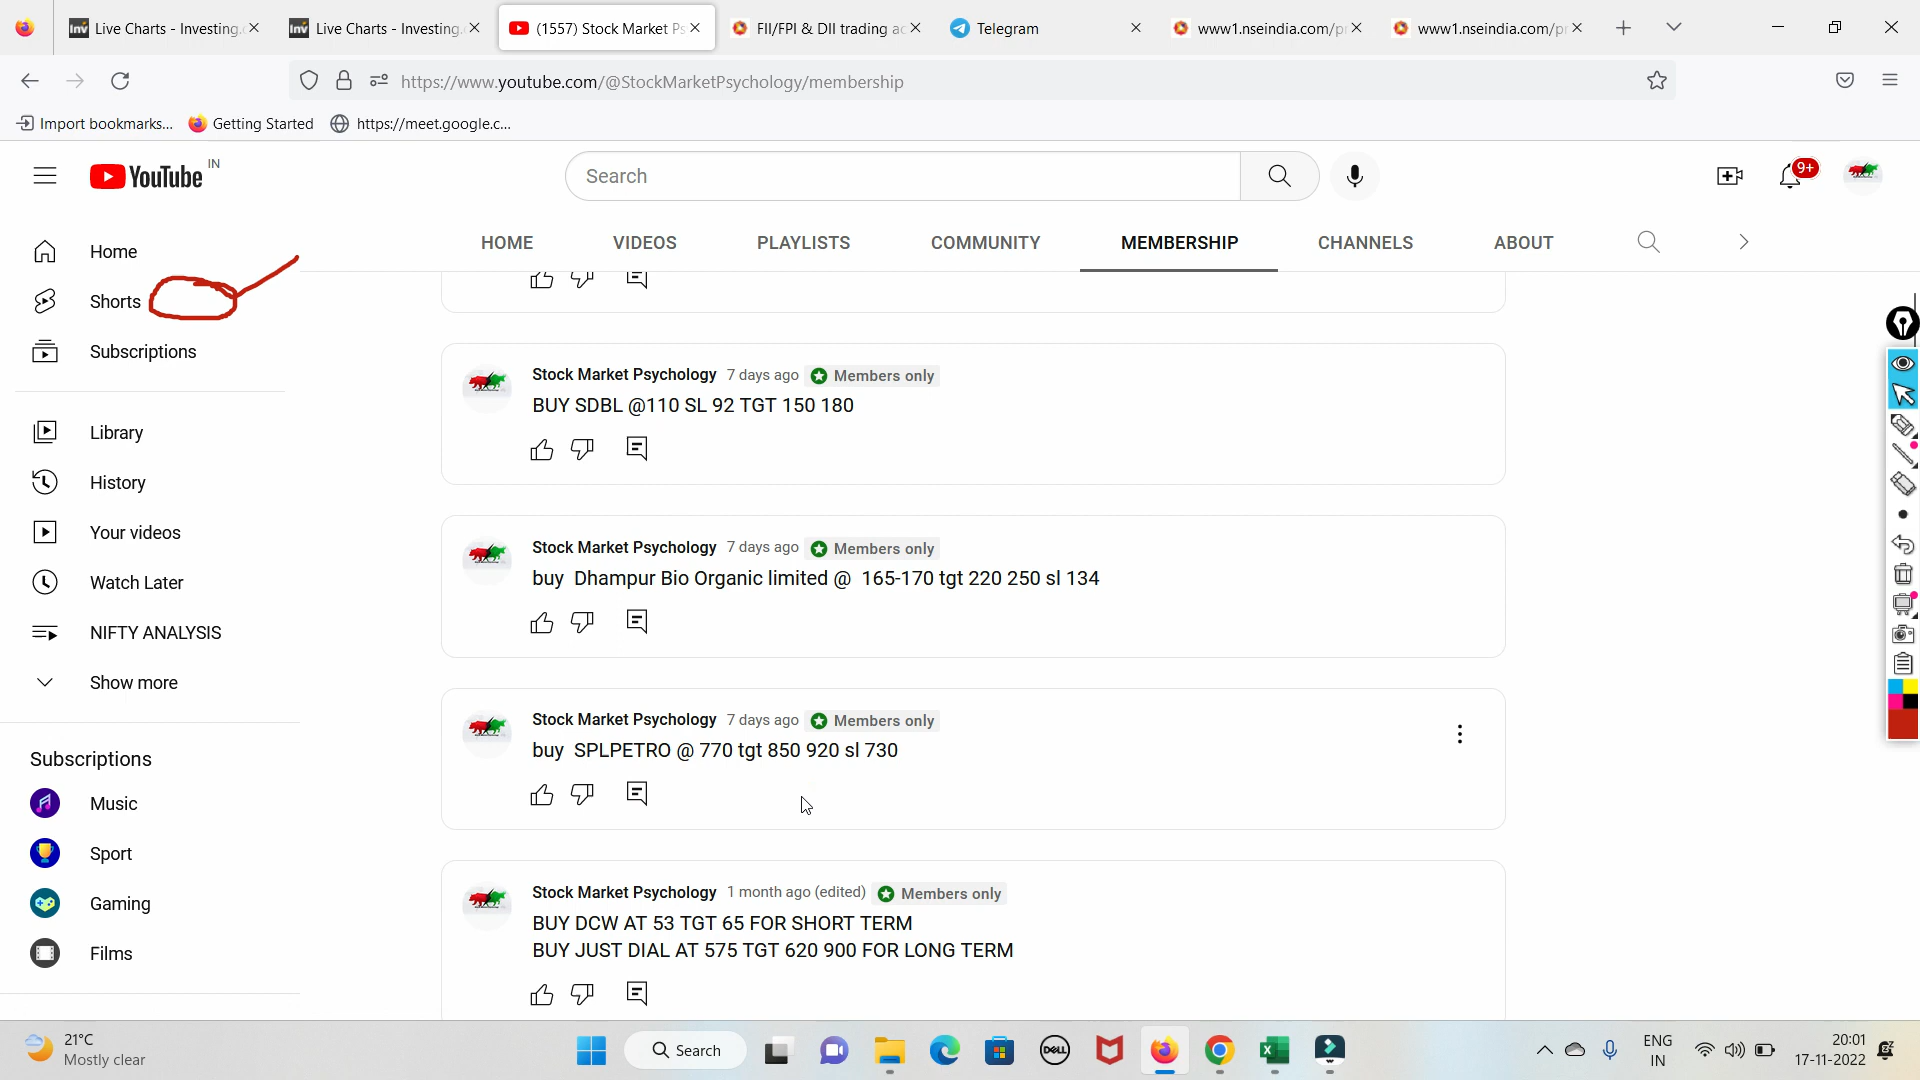 Live Charts - Investing.c
Live Charts - Investing.c
(1557) Stock Market Ps
FII/FPI & DII trading ac
Telegram
www1.nseindia.com/pr
www1.nseindia.com/pr
https://www.youtube.com/@StockMarketPsychology/membership
Import bookmarks...
Getting Started
https://meet.google.c...
YouTube IN
Search
9+
HOME
VIDEOS
PLAYLISTS
COMMUNITY
MEMBERSHIP
CHANNELS
ABOUT
Home
Shorts
Subscriptions
Library
History
Your videos
Watch Later
NIFTY ANALYSIS
Show more
Subscriptions
Music
Sport
Gaming
Films
Stock Market Psychology 7 days ago Members only
BUY SDBL @110 SL 92 TGT 150 180
Stock Market Psychology 7 days ago Members only
buy Dhampur Bio Organic limited @ 165-170 tgt 220 250 sl 134
Stock Market Psychology 7 days ago Members only
buy SPLPETRO @ 770 tgt 850 920 sl 730
Stock Market Psychology 1 month ago (edited) Members only
BUY DCW AT 53 TGT 65 FOR SHORT TERM
BUY JUST DIAL AT 575 TGT 620 900 FOR LONG TERM
21°C
Mostly clear
Search
DELL
ENG
IN
20:01
17-11-2022